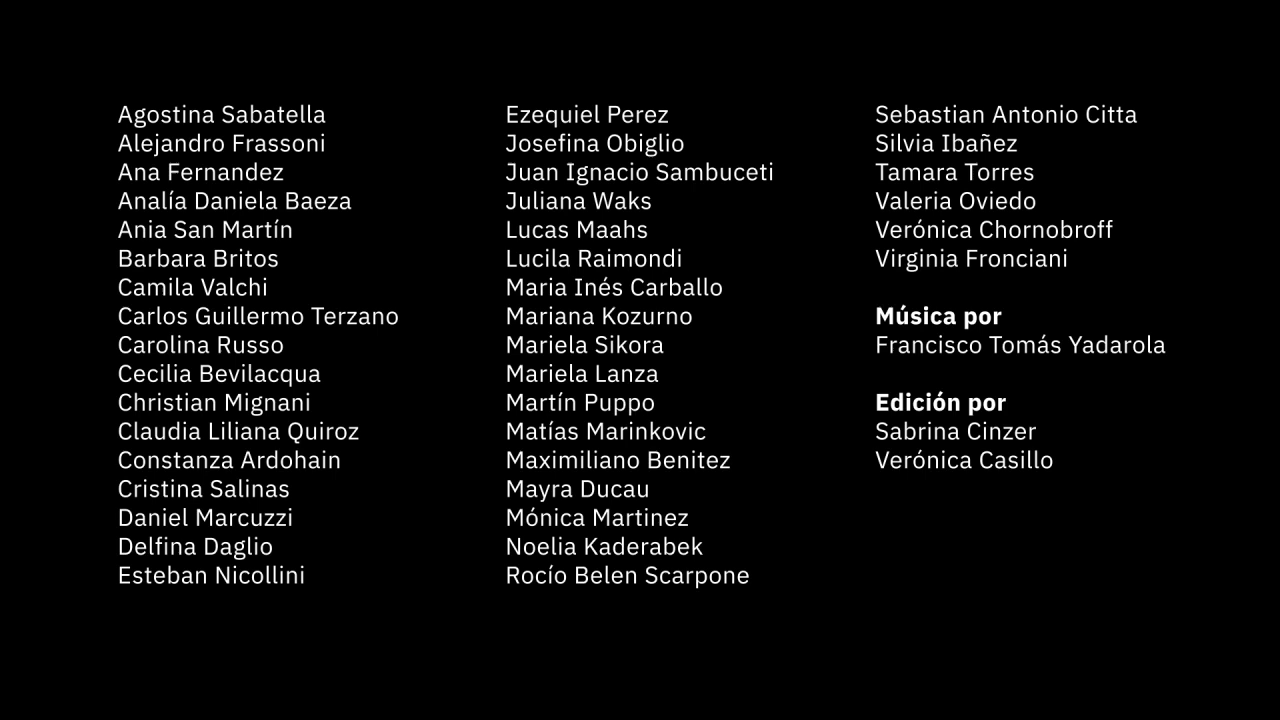 Agostina Sabatella
Alejandro Frassoni
Ana Fernandez
Analía Daniela Baeza
Ania San Martín
Barbara Britos
Camila Valchi
Carlos Guillermo Terzano
Carolina Russo
Cecilia Bevilacqua
Christian Mignani
Claudia Liliana Quiroz
Constanza Ardohain
Cristina Salinas
Daniel Marcuzzi
Delfina Daglio
Esteban Nicollini
Ezequiel Perez
Josefina Obiglio
Juan Ignacio Sambuceti
Juliana Waks
Lucas Maahs
Lucila Raimondi
Maria Inés Carballo
Mariana Kozurno
Mariela Sikora
Mariela Lanza
Martín Puppo
Matías Marinkovic
Maximiliano Benitez
Mayra Ducau
Mónica Martinez
Noelia Kaderabek
Rocío Belen Scarpone
Sebastian Antonio Citta
Silvia Ibañez
Tamara Torres
Valeria Oviedo
Verónica Chornobroff
Virginia Fronciani
Música por
Francisco Tomás Yadarola
Edición por
Sabrina Cinzer
Verónica Casillo